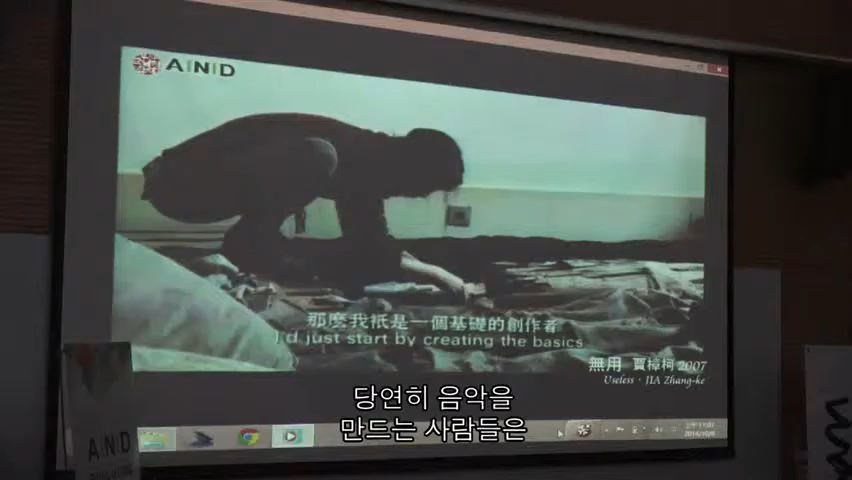 AND
那麼我祇是一個基礎的創作者
I'd just start by creating the basics
無用 賈樟柯 2007
Useless · JIA Zhang-ke
당연히 음악을
만드는 사람들은
AND